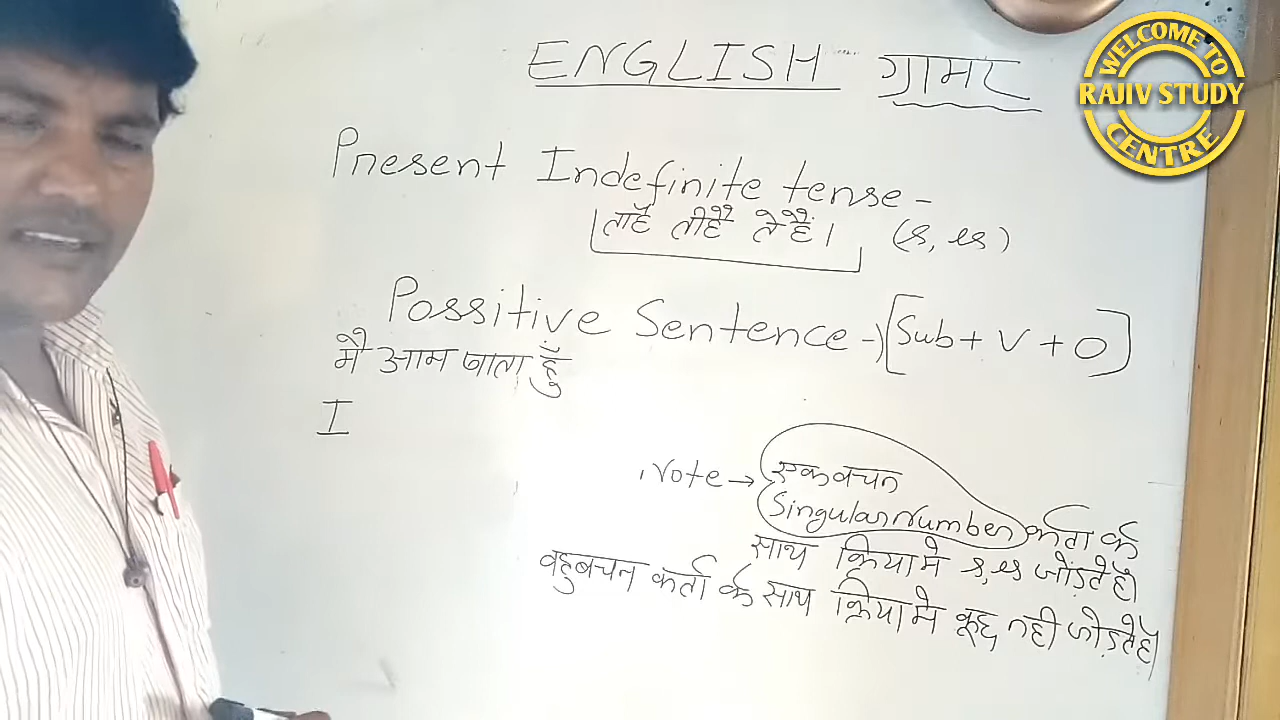 ENGLISH ग्रामर
WELCOME TO
RAJIV STUDY
CENTRE
Present Indefinite tense -
ताहै तीहैं तेहैं। (s, es)
Possitive Sentence -> [Sub + V + O]
मै आम जाता हूँ
I
Note → एकवचन
Singular Number कर्ता के
साथ क्रियामे s, es जोड़तेहै।
बहुबचन कर्ता के साथ क्रियामे कूछ नही जोड़तेहै।